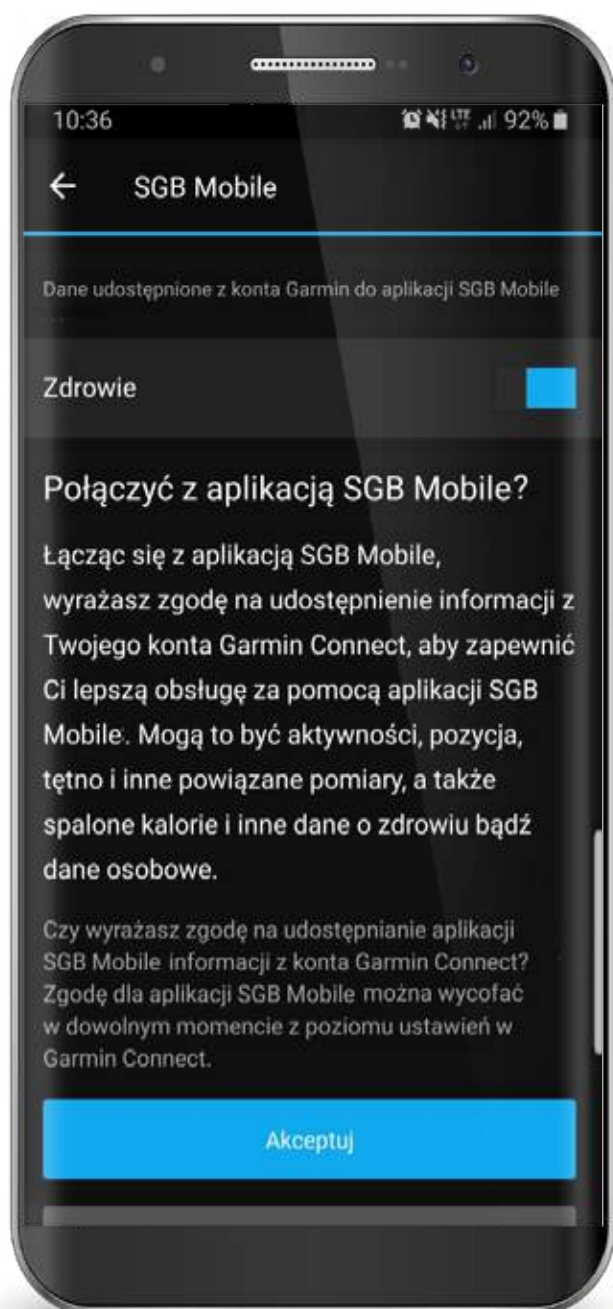 10:36
LTE 92%
SGB Mobile
Dane udostępnione z konta Garmin do aplikacji SGB Mobile
Zdrowie
Połączyć z aplikacją SGB Mobile?
Łącząc się z aplikacją SGB Mobile,
wyrażasz zgodę na udostępnienie informacji z
Twojego konta Garmin Connect, aby zapewnić
Ci lepszą obsługę za pomocą aplikacji SGB
Mobile. Mogą to być aktywności, pozycja,
tętno i inne powiązane pomiary, a także
spalone kalorie i inne dane o zdrowiu bądź
dane osobowe.
Czy wyrażasz zgodę na udostępnianie aplikacji
SGB Mobile informacji z konta Garmin Connect?
Zgodę dla aplikacji SGB Mobile można wycofać
w dowolnym momencie z poziomu ustawień w
Garmin Connect.
Akceptuj